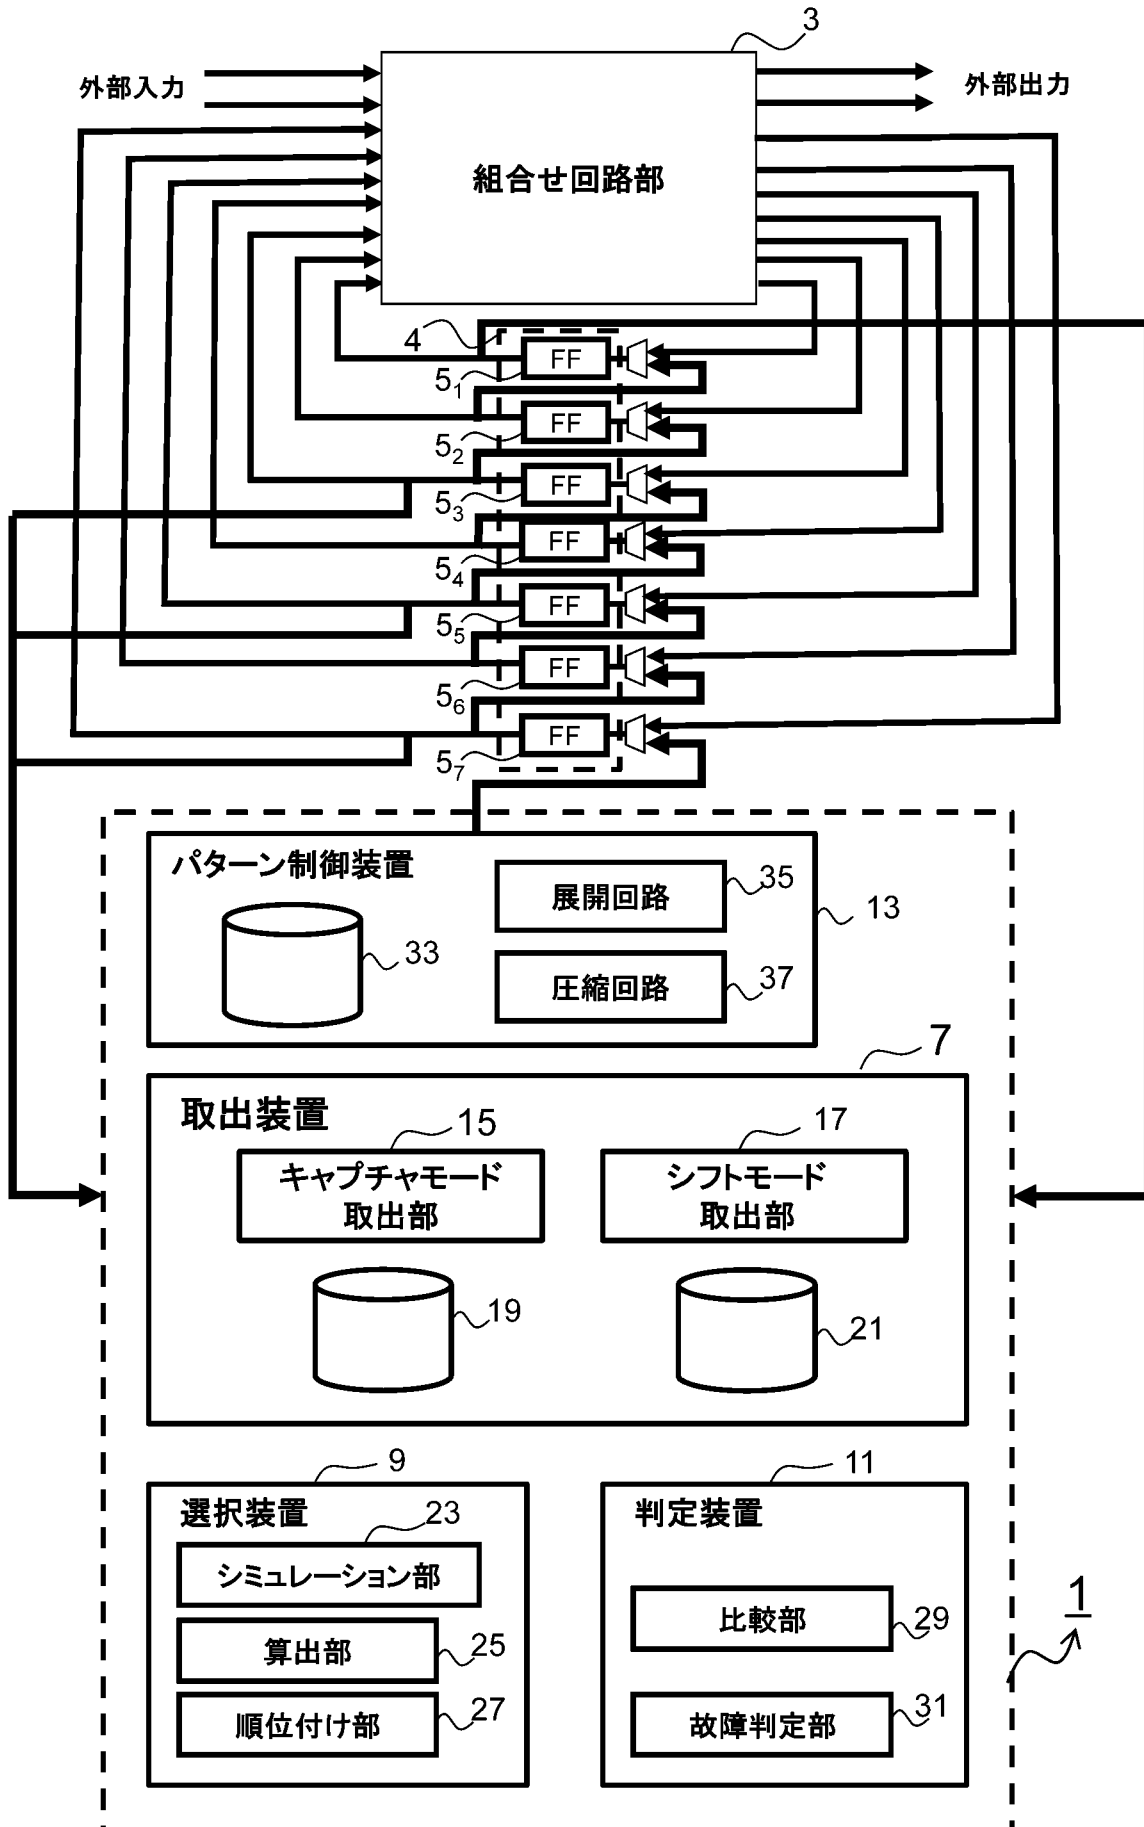 3
外部入力
外部出力
組合せ回路部
4
FF
5₁
FF
5₂
FF
5₃
FF
5₄
FF
5₅
FF
5₆
FF
5₇
パターン制御装置
展開回路
35
13
33
圧縮回路
37
7
取出装置
15
17
キャプチャモード
取出部
シフトモード
取出部
19
21
9
11
選択装置
23
判定装置
シミュレーション部
比較部
29
1
算出部
25
順位付け部
27
故障判定部
31